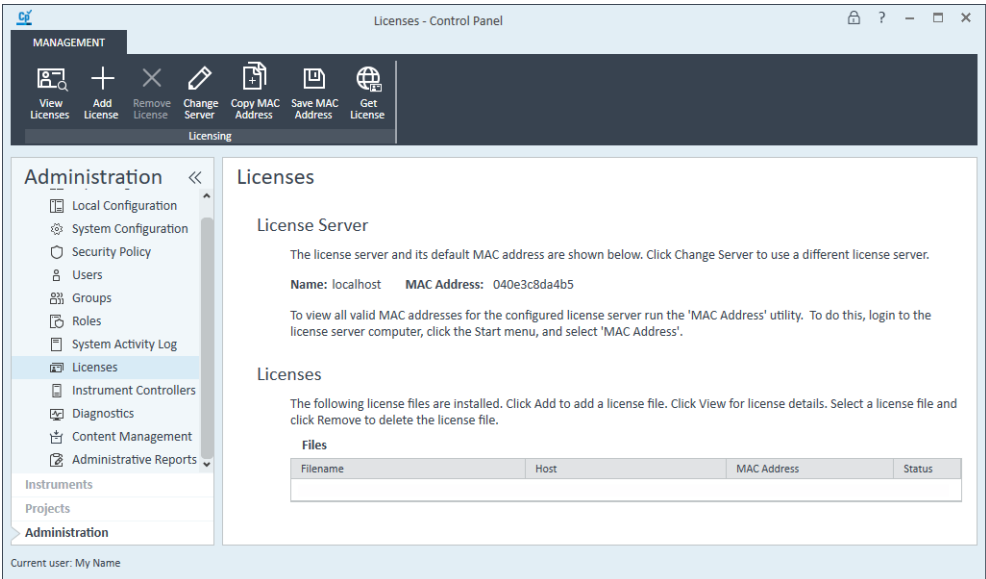 Cp
Licenses - Control Panel
?
MANAGEMENT
View Licenses
Add License
Remove License
Change Server
Copy MAC Address
Save MAC Address
Get License
Licensing
Administration
Local Configuration
System Configuration
Security Policy
Users
Groups
Roles
System Activity Log
Licenses
Instrument Controllers
Diagnostics
Content Management
Administrative Reports
Instruments
Projects
Administration
Licenses
License Server
The license server and its default MAC address are shown below. Click Change Server to use a different license server.
Name: localhost MAC Address: 040e3c8da4b5
To view all valid MAC addresses for the configured license server run the 'MAC Address' utility. To do this, login to the
license server computer, click the Start menu, and select 'MAC Address'.
Licenses
The following license files are installed. Click Add to add a license file. Click View for license details. Select a license file and
click Remove to delete the license file.
Files
Filename Host MAC Address Status
Current user: My Name